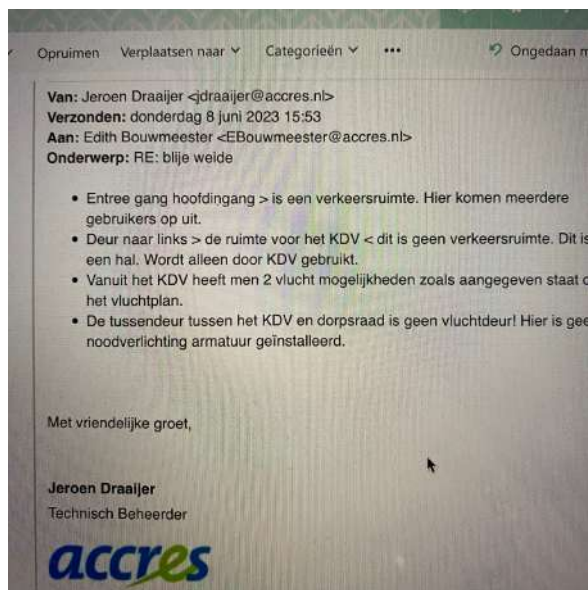 Opruimen Verplaatsen naar Categorieën ••• Ongedaan m
Van: Jeroen Draaijer <jdraaijer@accres.nl>
Verzonden: donderdag 8 juni 2023 15:53
Aan: Edith Bouwmeester <EBouwmeester@accres.nl>
Onderwerp: RE: blije weide
• Entree gang hoofdingang > is een verkeersruimte. Hier komen meerdere
gebruikers op uit.
• Deur naar links > de ruimte voor het KDV < dit is geen verkeersruimte. Dit is
een hal. Wordt alleen door KDV gebruikt.
• Vanuit het KDV heeft men 2 vlucht mogelijkheden zoals aangegeven staat o
het vluchtplan.
• De tussendeur tussen het KDV en dorpsraad is geen vluchtdeur! Hier is gee
noodverlichting armatuur geïnstalleerd.
Met vriendelijke groet,
Jeroen Draaijer
Technisch Beheerder
accres